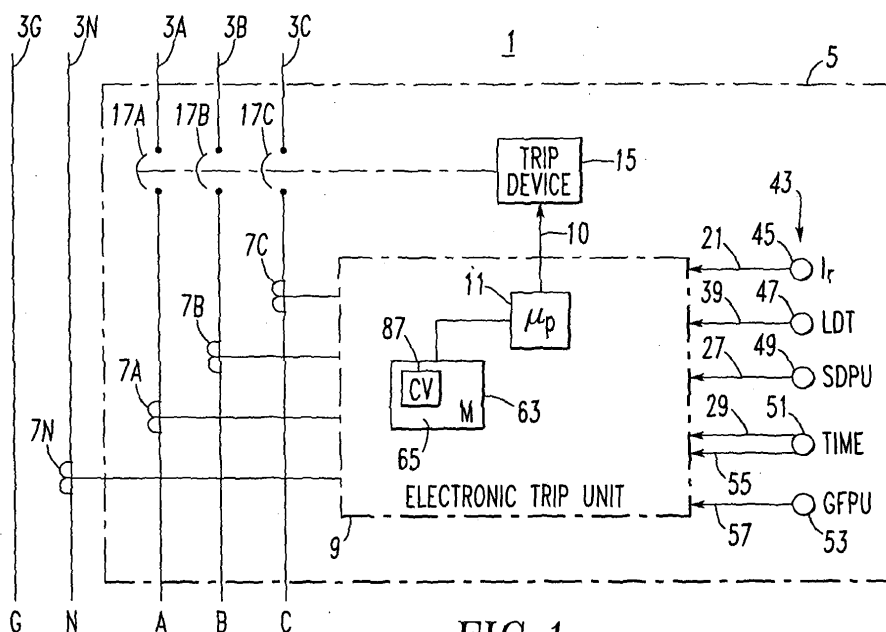 3G 3N 3A 3B 3C 1 5
17A 17B 17C
TRIP DEVICE 15
43
10
7C 21 45 Ir
11 μp
7B 39 47 LDT
87 CV M 63
27 49 SDPU
7A 65
29 51 TIME
7N 55
ELECTRONIC TRIP UNIT
9 57 GFPU 53
G N A B C
FIG. 1